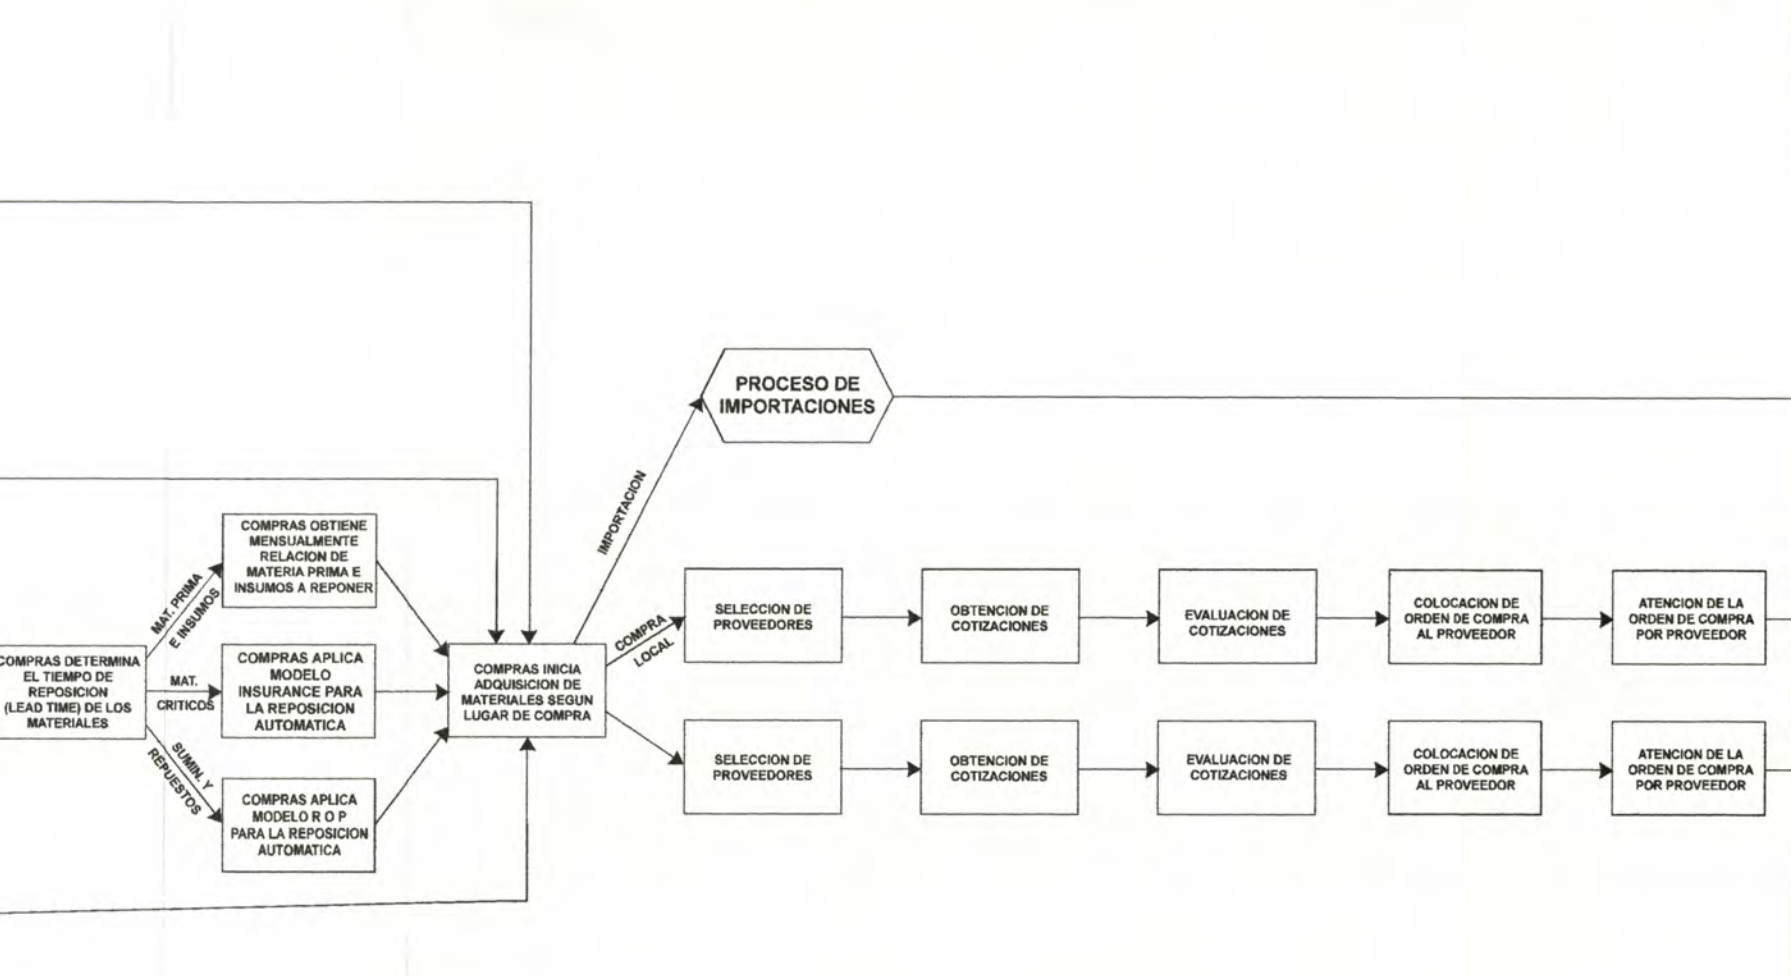 PROCESO DE
IMPORTACIONES
IMPORTACION
COMPRAS OBTIENE
MENSUALMENTE
RELACION DE
MATERIA PRIMA E
INSUMOS A REPONER
MAT. PRIMA
E INSUMOS
COMPRAS DETERMINA
EL TIEMPO DE
REPOSICION
(LEAD TIME) DE LOS
MATERIALES
MAT.
CRITICOS
COMPRAS APLICA
MODELO
INSURANCE PARA
LA REPOSICION
AUTOMATICA
SUMIN. Y
REPUESTOS
COMPRAS APLICA
MODELO R O P
PARA LA REPOSICION
AUTOMATICA
COMPRAS INICIA
ADQUISICION DE
MATERIALES SEGUN
LUGAR DE COMPRA
COMPRA
LOCAL
SELECCION DE
PROVEEDORES
OBTENCION DE
COTIZACIONES
EVALUACION DE
COTIZACIONES
COLOCACION DE
ORDEN DE COMPRA
AL PROVEEDOR
ATENCION DE LA
ORDEN DE COMPRA
POR PROVEEDOR
SELECCION DE
PROVEEDORES
OBTENCION DE
COTIZACIONES
EVALUACION DE
COTIZACIONES
COLOCACION DE
ORDEN DE COMPRA
AL PROVEEDOR
ATENCION DE LA
ORDEN DE COMPRA
POR PROVEEDOR